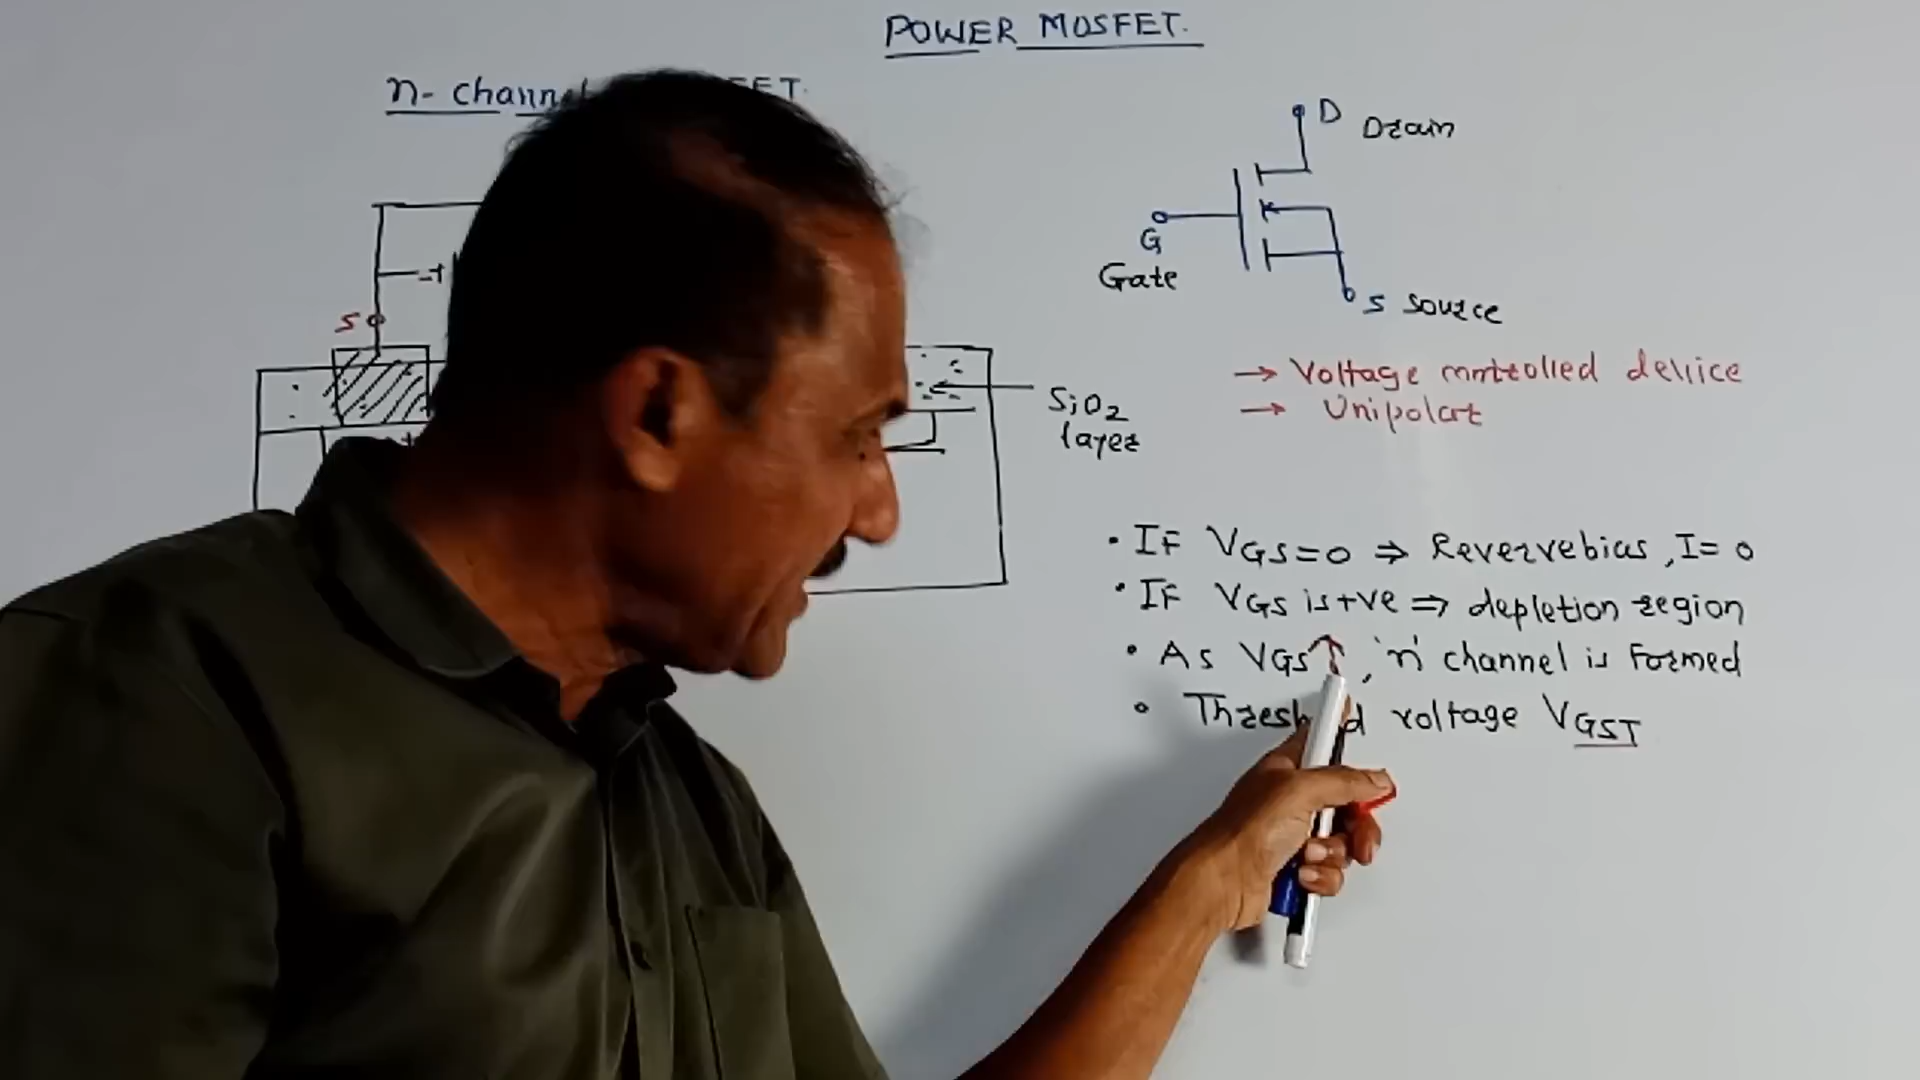 POWER MOSFET.
n- channel FET.
D Drain
G
Gate
S Source
S
SiO2
layer
→ Voltage controlled device
→ Unipolar
• If VGS=0 ⇒ Reversebias, I=0
• If VGS is +ve ⇒ depletion region
• As VGS↑, 'n' channel is formed
• Threshold voltage VGST